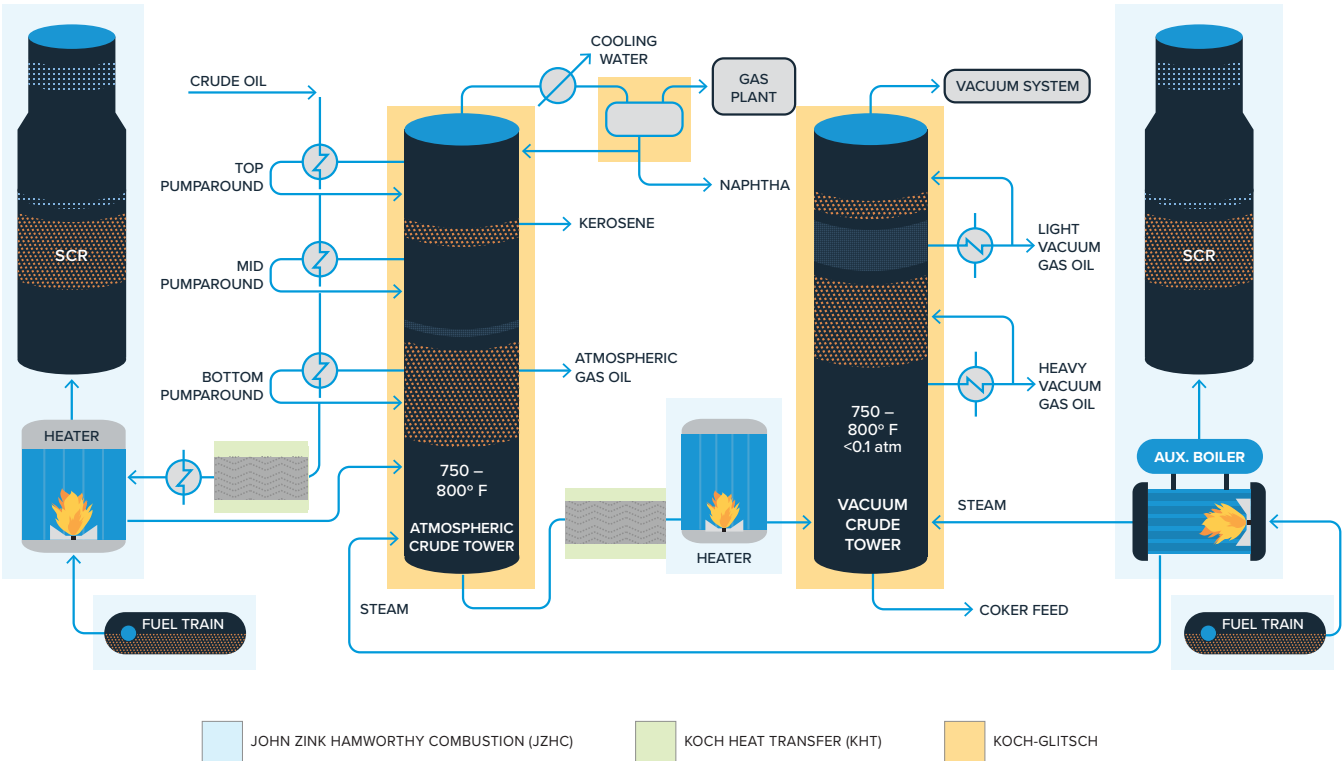 COOLING
WATER
CRUDE OIL
GAS
PLANT
VACUUM SYSTEM
TOP
PUMPAROUND
NAPHTHA
KEROSENE
LIGHT
VACUUM
GAS OIL
SCR
SCR
MID
PUMPAROUND
ATMOSPHERIC
GAS OIL
BOTTOM
PUMPAROUND
HEAVY
VACUUM
GAS OIL
750 –
800º F
<0.1 atm
HEATER
AUX. BOILER
750 –
800º F
VACUUM
CRUDE
TOWER
STEAM
ATMOSPHERIC
CRUDE TOWER
HEATER
STEAM
COKER FEED
FUEL TRAIN
FUEL TRAIN
JOHN ZINK HAMWORTHY COMBUSTION (JZHC)
KOCH HEAT TRANSFER (KHT)
KOCH-GLITSCH